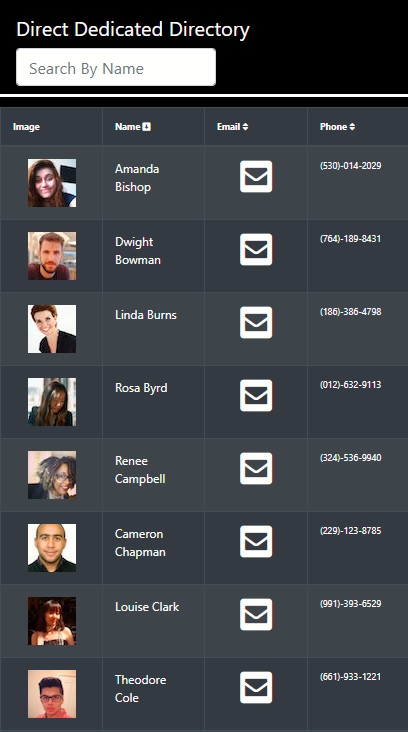 Direct Dedicated Directory
Search By Name
Image Name Email Phone
Amanda (530)-014-2029
Bishop
Dwight (764)-189-8431
Bowman
Linda Burns (186)-386-4798
Rosa Byrd (012)-632-9113
Renee (324)-536-9940
Campbell
Cameron (229)-123-8785
Chapman
Louise Clark (991)-393-6529
Theodore (661)-933-1221
Cole